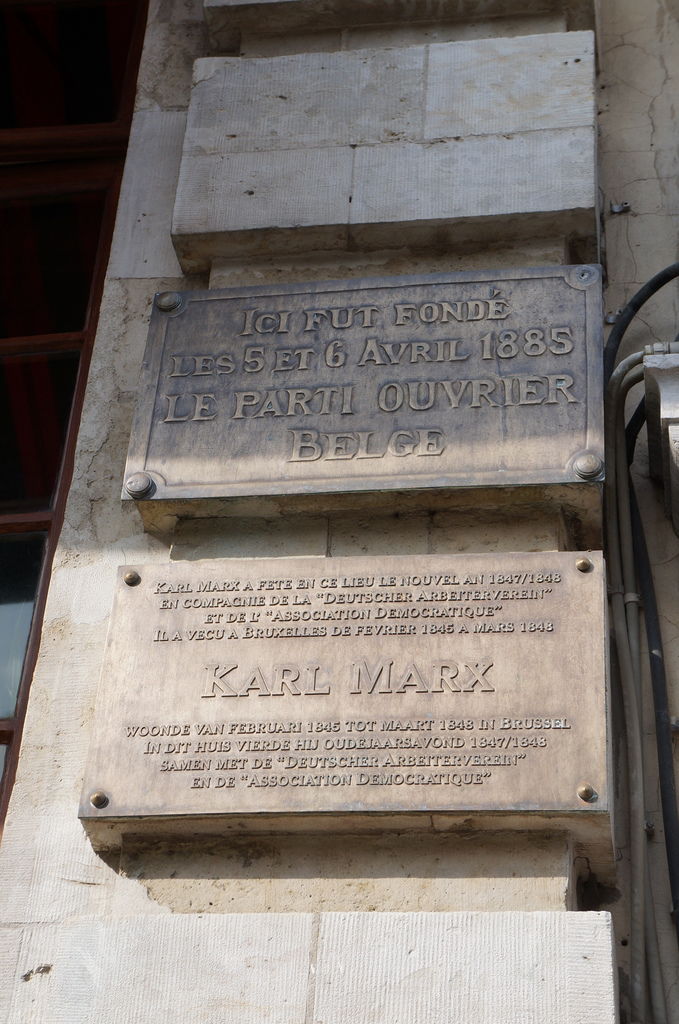 ICI FUT FONDÉ
LES 5 ET 6 AVRIL 1885
LE PARTI OUVRIER
BELGE
KARL MARX A FETE EN CE LIEU LE NOUVEL AN 1847/1848
EN COMPAGNIE DE LA "DEUTSCHER ARBEITERVEREIN"
ET DE L' "ASSOCIATION DEMOCRATIQUE"
IL A VECU A BRUXELLES DE FEVRIER 1845 A MARS 1848
KARL MARX
WOONDE VAN FEBRUARI 1845 TOT MAART 1848 IN BRUSSEL
IN DIT HUIS VIERDE HIJ OUDEJAARSAVOND 1847/1848
SAMEN MET DE "DEUTSCHER ARBEITERVEREIN"
EN DE "ASSOCIATION DEMOCRATIQUE"